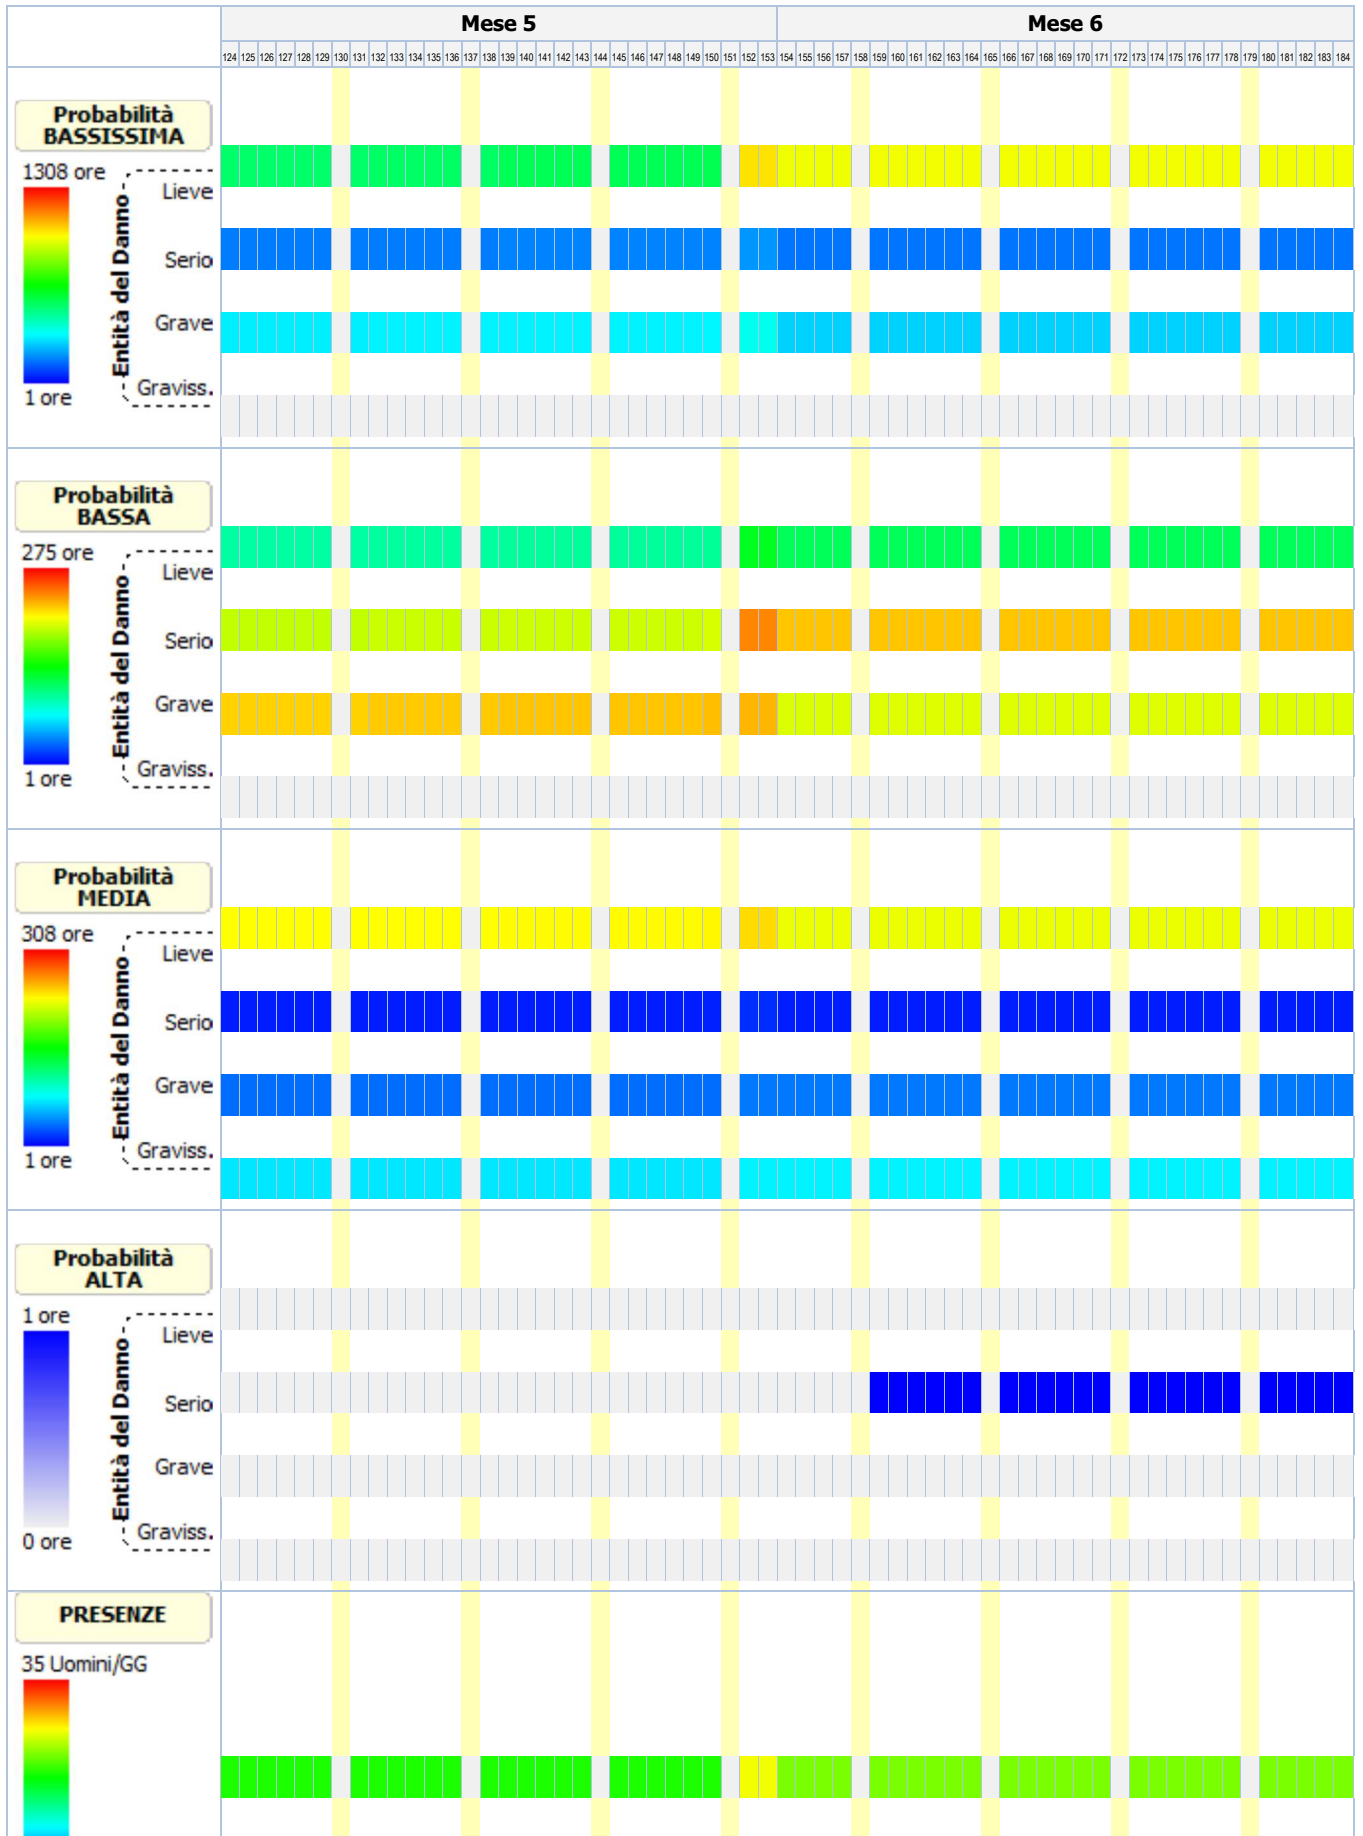 Mese 5 Mese 6
124 125 126 127 128 129 130 131 132 133 134 135 136 137 138 139 140 141 142 143 144 145 146 147 148 149 150 151 152 153 154 155 156 157 158 159 160 161 162 163 164 165 166 167 168 169 170 171 172 173 174 175 176 177 178 179 180 181 182 183 184
Probabilità
BASSISSIMA
1308 ore
Entità del Danno
Lieve
Serio
Grave
Graviss.
1 ore
Probabilità
BASSA
275 ore
Entità del Danno
Lieve
Serio
Grave
Graviss.
1 ore
Probabilità
MEDIA
308 ore
Entità del Danno
Lieve
Serio
Grave
Graviss.
1 ore
Probabilità
ALTA
1 ore
Entità del Danno
Lieve
Serio
Grave
Graviss.
0 ore
PRESENZE
35 Uomini/GG